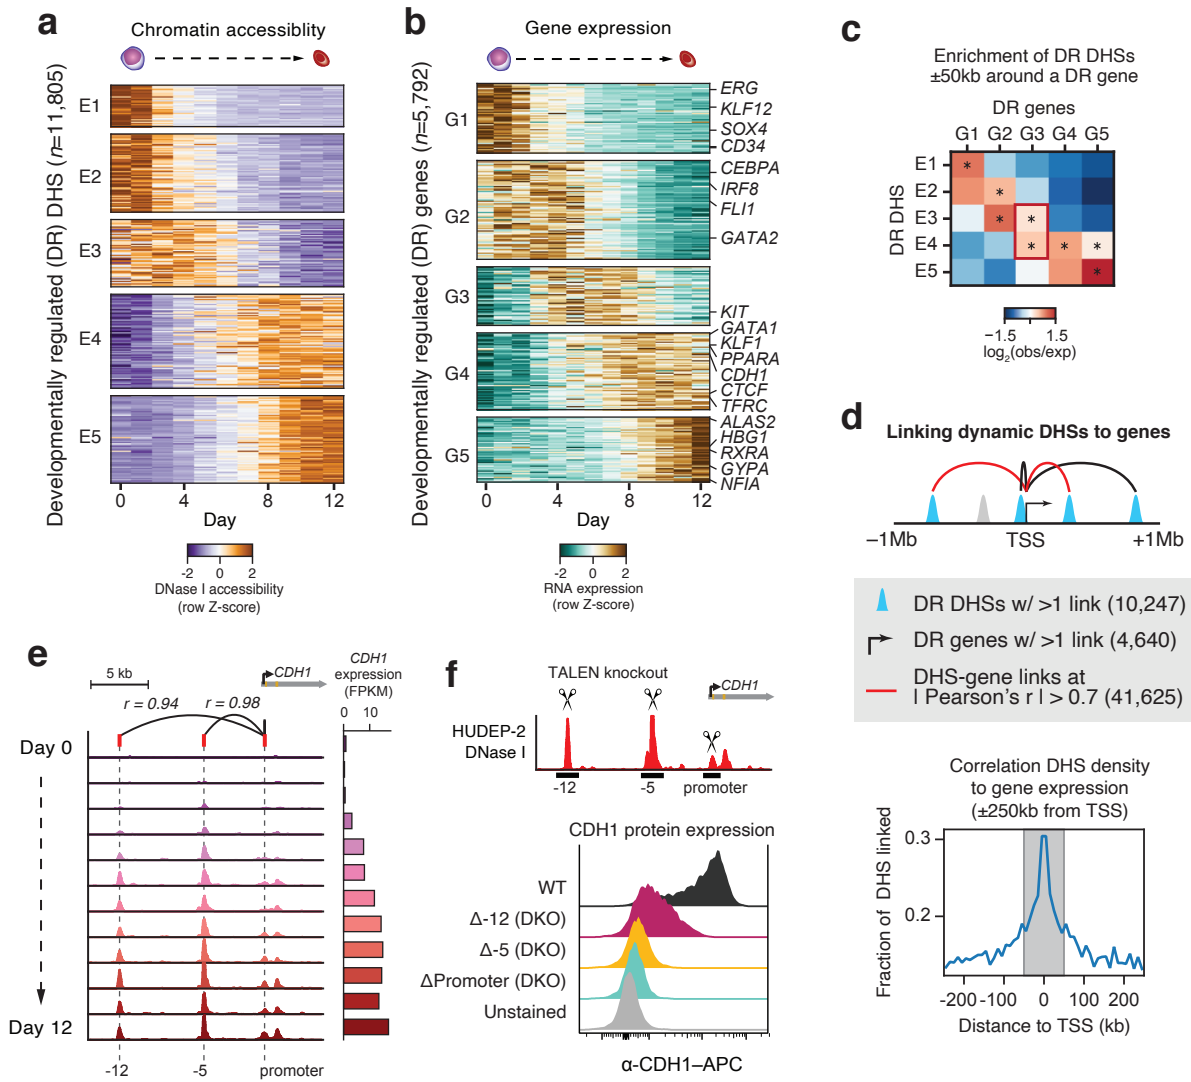 a
Chromatin accessiblity
Developmentally regulated (DR) DHS (n=11,805)
E1
E2
E3
E4
E5
0 4 8 12
Day
-2 0 2
DNase I accessibility
(row Z-score)
b
Gene expression
Developmentally regulated (DR) genes (n=5,792)
G1
G2
G3
G4
G5
ERG
KLF12
SOX4
CD34
CEBPA
IRF8
FLI1
GATA2
KIT
GATA1
KLF1
PPARA
CDH1
CTCF
TFRC
ALAS2
HBG1
RXRA
GYPA
NFIA
0 4 8 12
-2 0 2
RNA expression
(row Z-score)
c
Enrichment of DR DHSs
±50kb around a DR gene
DR genes
G1 G2 G3 G4 G5
DR DHS
E1 *
E2 *
E3 * *
E4 * * *
E5 *
−1.5 1.5
log2(obs/exp)
d
Linking dynamic DHSs to genes
−1Mb TSS +1Mb
DR DHSs w/ >1 link (10,247)
DR genes w/ >1 link (4,640)
DHS-gene links at
| Pearson's r | > 0.7 (41,625)
Correlation DHS density
to gene expression
(±250kb from TSS)
Fraction of DHS linked
0.3
0.2
-200 -100 0 100 200
Distance to TSS (kb)
e
5 kb
CDH1
CDH1
expression
(FPKM)
0 10
r = 0.94 r = 0.98
Day 0
Day 12
-12 -5 promoter
f
TALEN knockout
CDH1
HUDEP-2
DNase I
-12 -5 promoter
CDH1 protein expression
WT
Δ-12 (DKO)
Δ-5 (DKO)
ΔPromoter (DKO)
Unstained
α-CDH1–APC